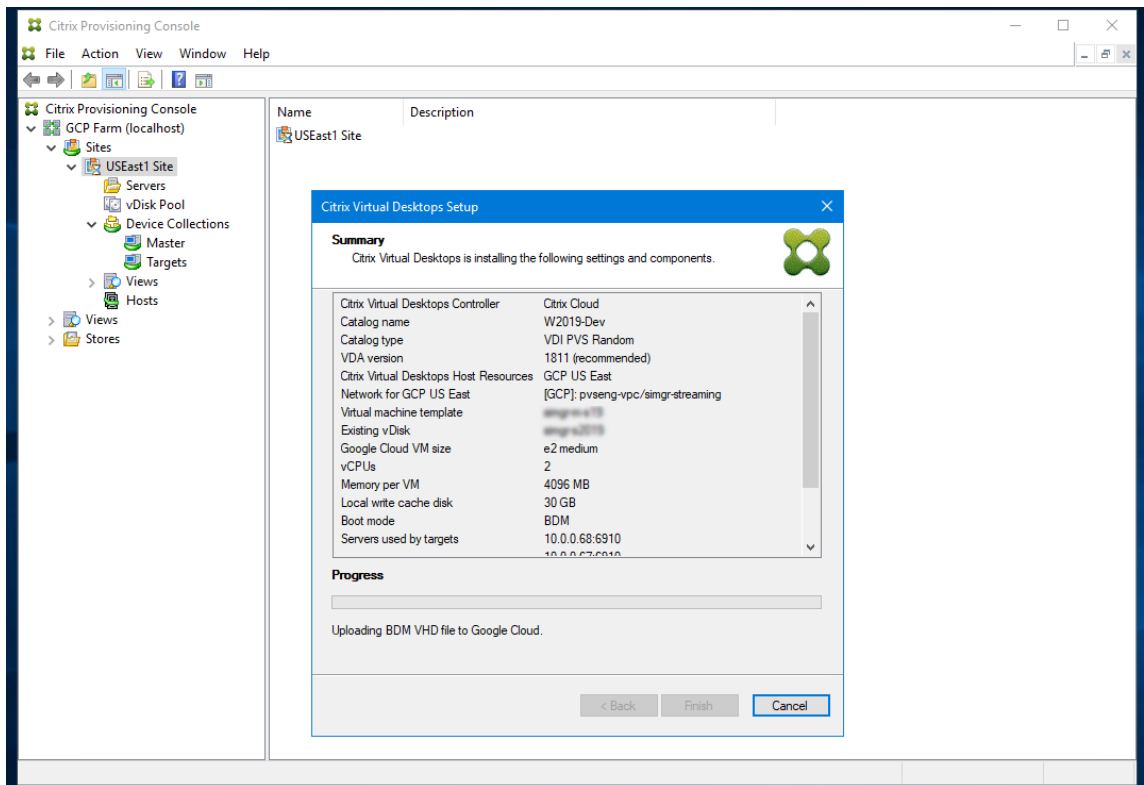 Citrix Provisioning Console
File Action View Window Help
Citrix Provisioning Console
GCP Farm (localhost)
Sites
USEast1 Site
Servers
vDisk Pool
Device Collections
Master
Targets
Views
Hosts
Views
Stores
Name Description
USEast1 Site
Citrix Virtual Desktops Setup
Summary
Citrix Virtual Desktops is installing the following settings and components.
Citrix Virtual Desktops Controller Citrix Cloud
Catalog name W2019-Dev
Catalog type VDI PVS Random
VDA version 1811 (recommended)
Citrix Virtual Desktops Host Resources GCP US East
Network for GCP US East [GCP]: pvseng-vpc/simgr-streaming
Virtual machine template
Existing vDisk
Google Cloud VM size e2 medium
vCPUs 2
Memory per VM 4096 MB
Local write cache disk 30 GB
Boot mode BDM
Servers used by targets 10.0.0.68:6910
10.0.0.67:6910
Progress
Uploading BDM VHD file to Google Cloud.
< Back Finish Cancel